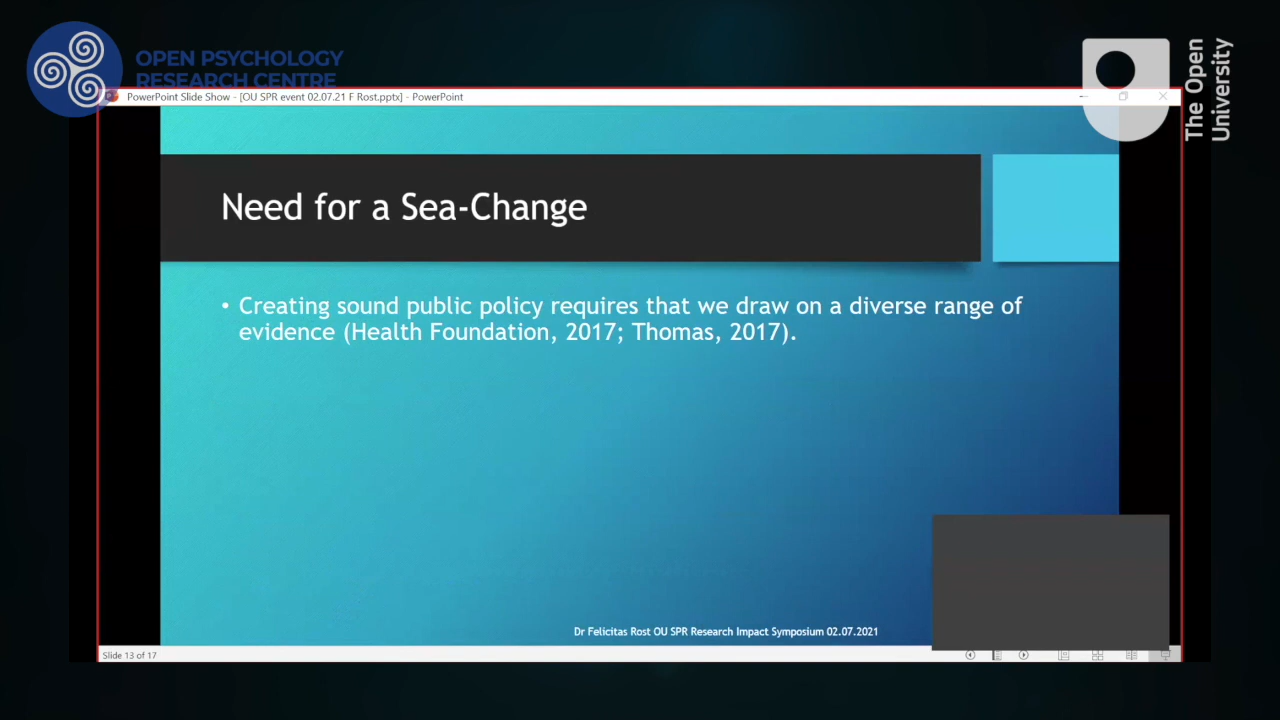 OPEN PSYCHOLOGY
RESEARCH CENTRE
The Open
University
PowerPoint Slide Show - [OU SPR event 02.07.21 F Rost.pptx] - PowerPoint
Need for a Sea-Change
• Creating sound public policy requires that we draw on a diverse range of
evidence (Health Foundation, 2017; Thomas, 2017).
Dr Felicitas Rost OU SPR Research Impact Symposium 02.07.2021
Slide 13 of 17